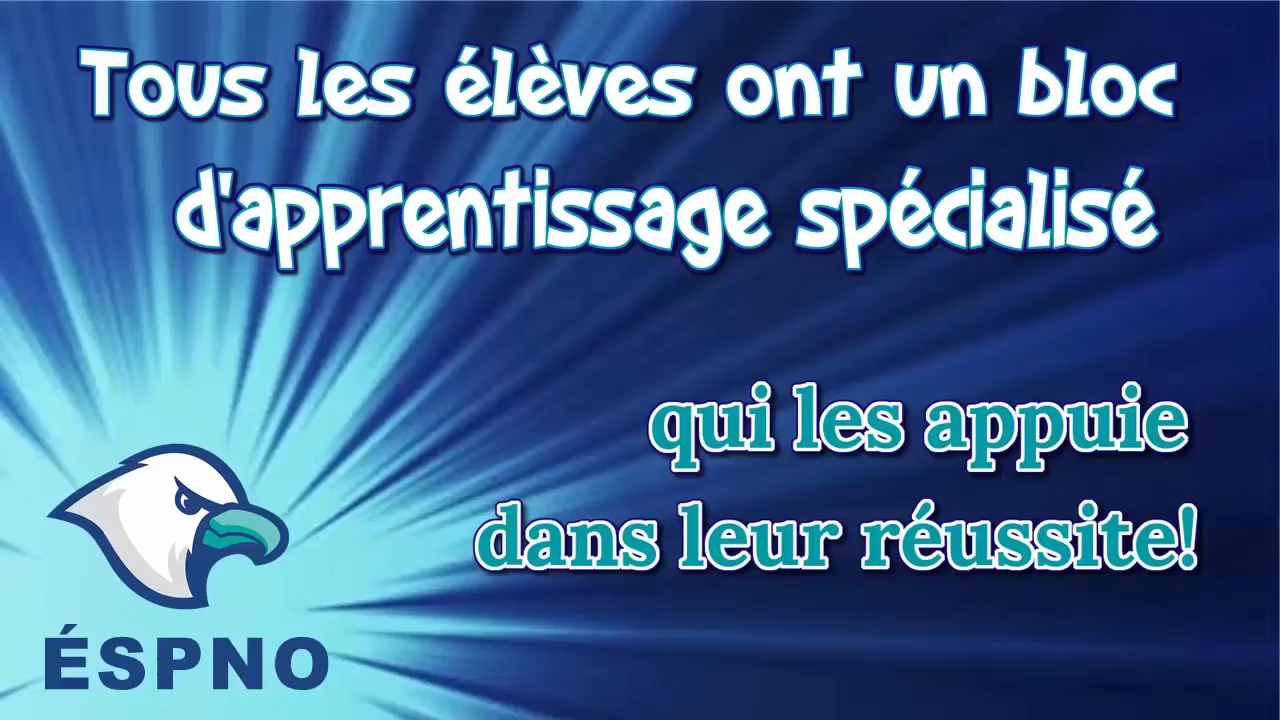 Tous les élèves ont un bloc
d'apprentissage spécialisé
qui les appuie
dans leur réussite!
ÉSPNO